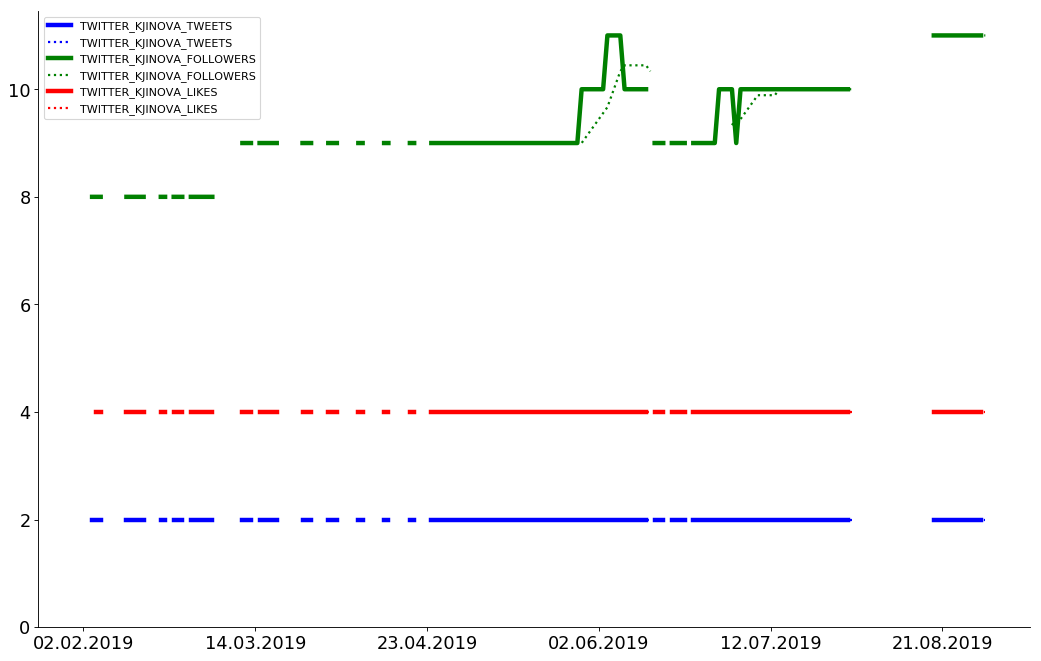 TWITTER_KJINOVA_TWEETS
TWITTER_KJINOVA_TWEETS
TWITTER_KJINOVA_FOLLOWERS
TWITTER_KJINOVA_FOLLOWERS
TWITTER_KJINOVA_LIKES
TWITTER_KJINOVA_LIKES
10
8
6
4
2
0
02.02.2019 14.03.2019 23.04.2019 02.06.2019 12.07.2019 21.08.2019